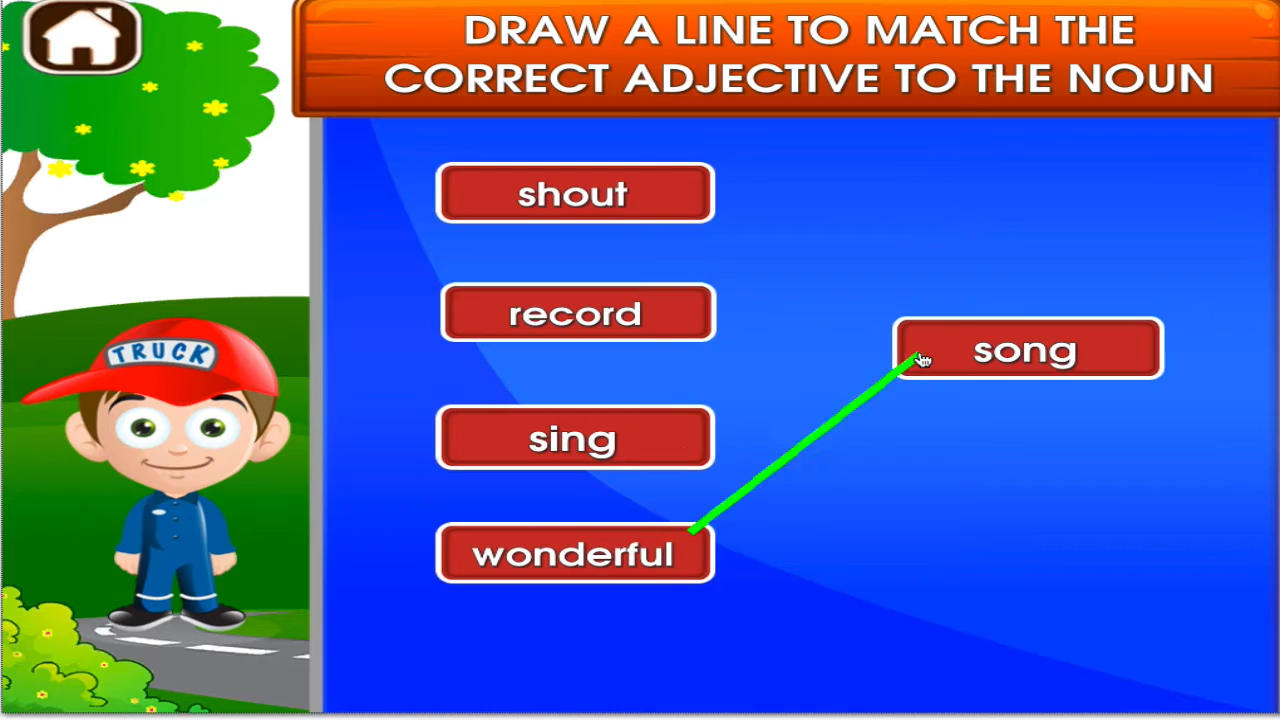 DRAW A LINE TO MATCH THE
CORRECT ADJECTIVE TO THE NOUN
shout
record
song
TRUCK
sing
wonderful